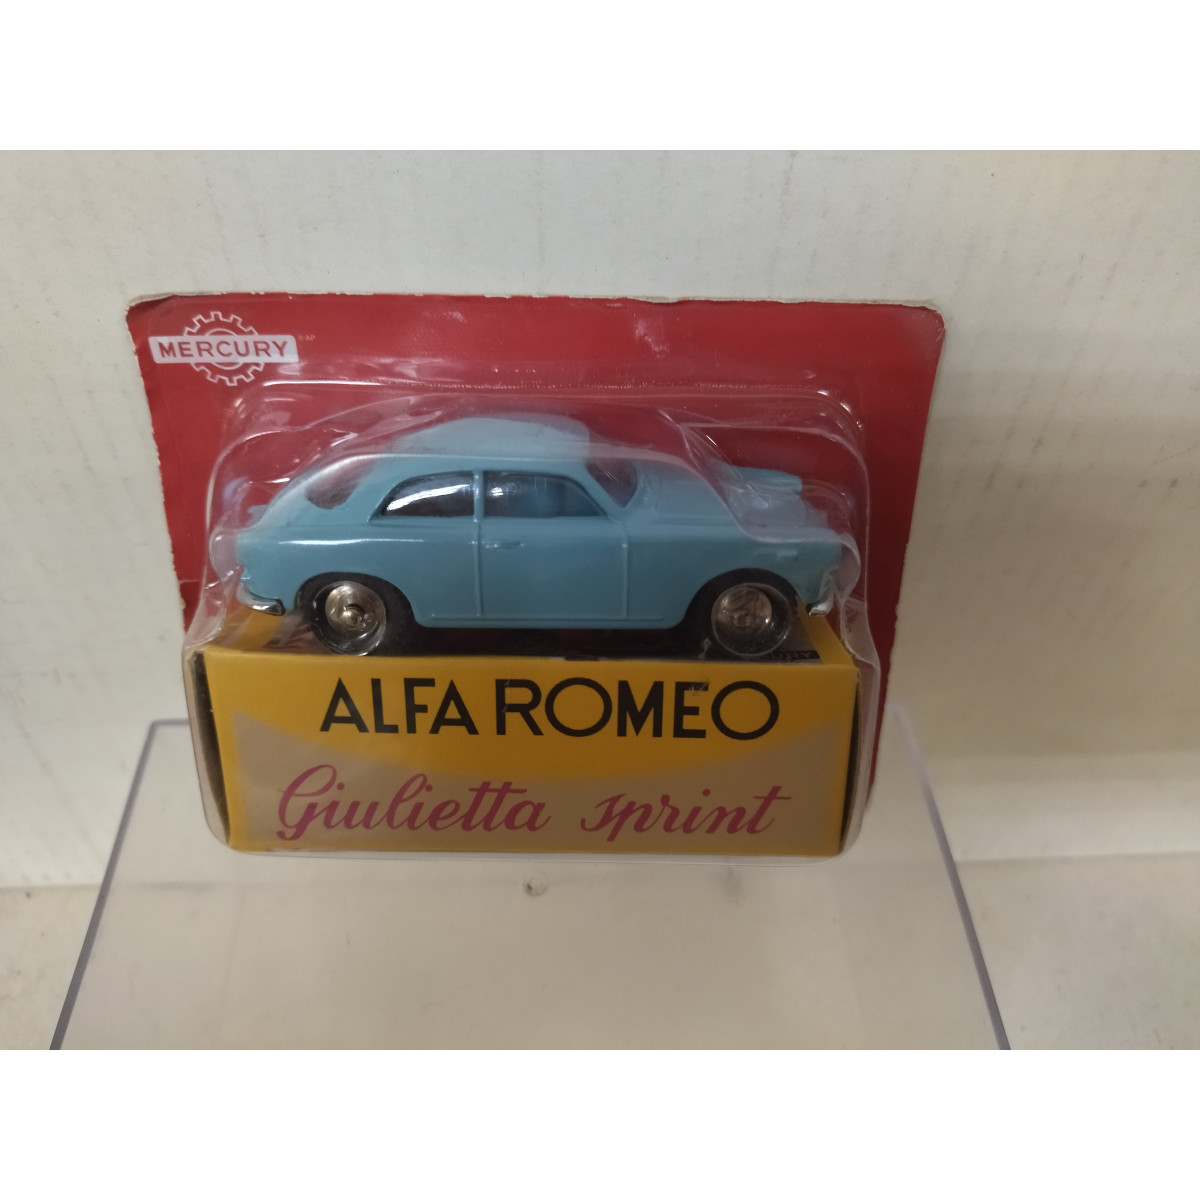 MERCURY
ALFA ROMEO
Giulietta sprint